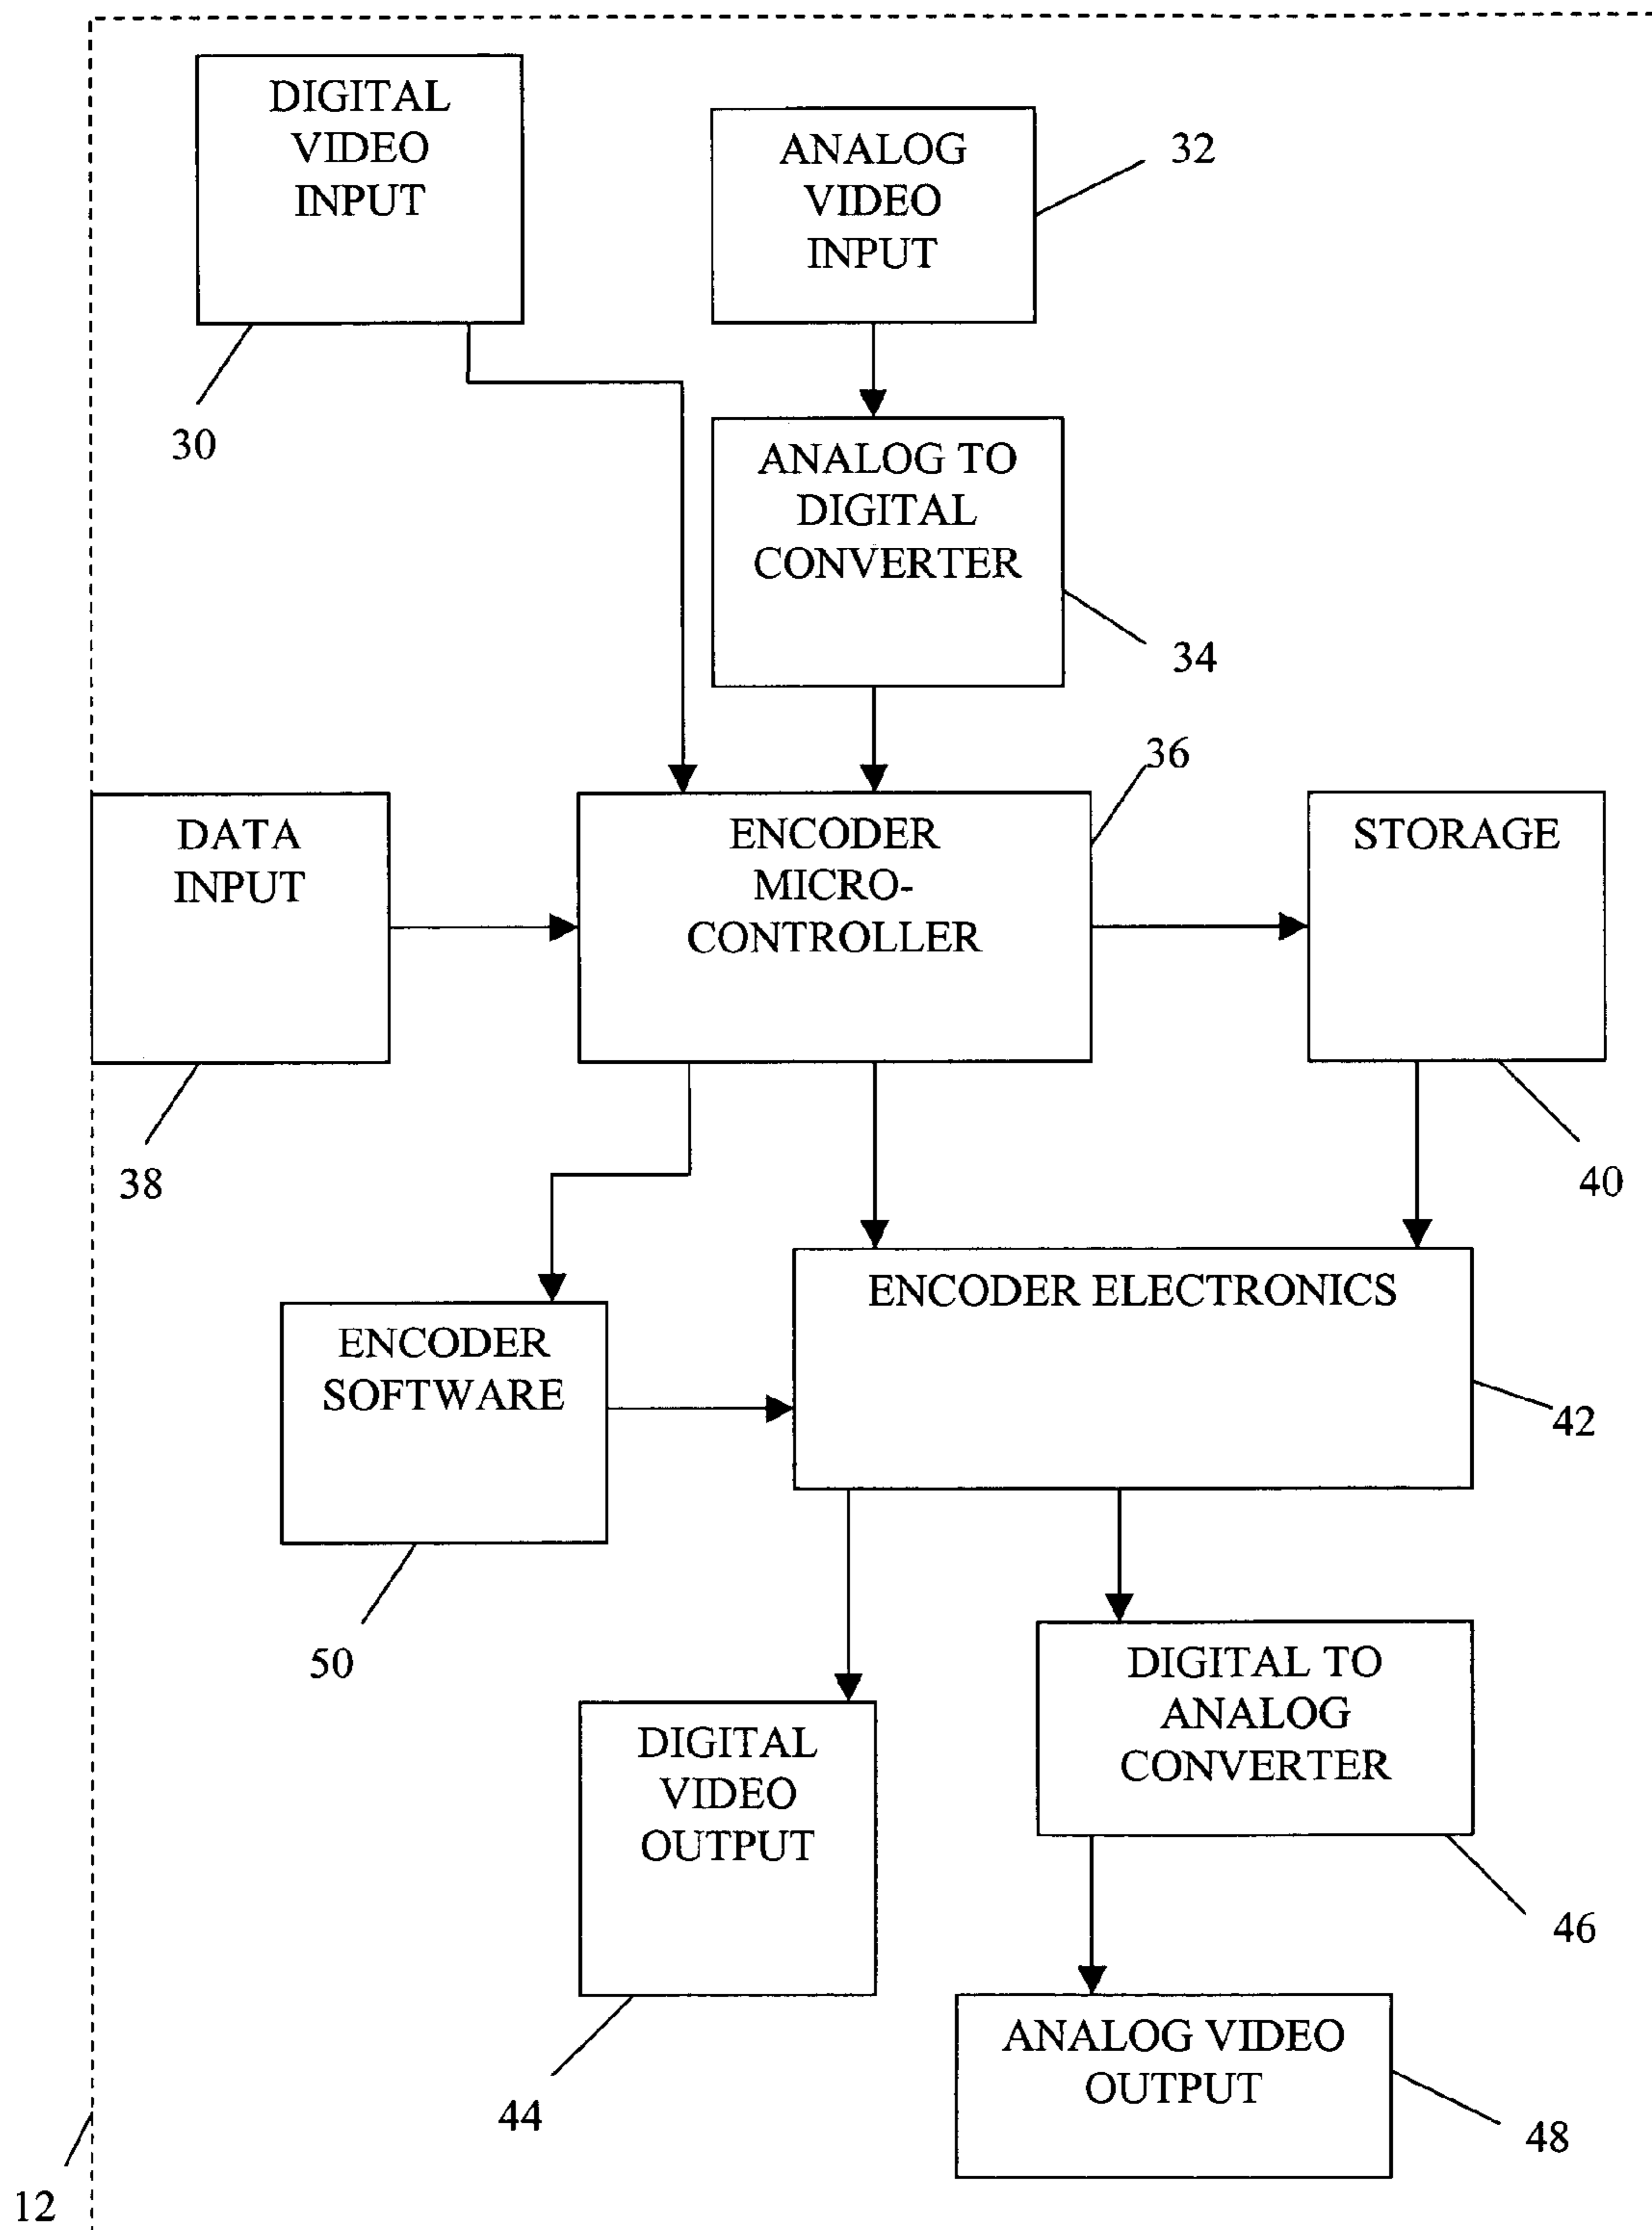 DIGITAL
VIDEO
INPUT
30
ANALOG
VIDEO
INPUT
32
ANALOG TO
DIGITAL
CONVERTER
34
DATA
INPUT
38
ENCODER
MICRO-
CONTROLLER
36
STORAGE
40
ENCODER ELECTRONICS
42
ENCODER
SOFTWARE
50
DIGITAL
VIDEO
OUTPUT
44
DIGITAL TO
ANALOG
CONVERTER
46
ANALOG VIDEO
OUTPUT
48
12